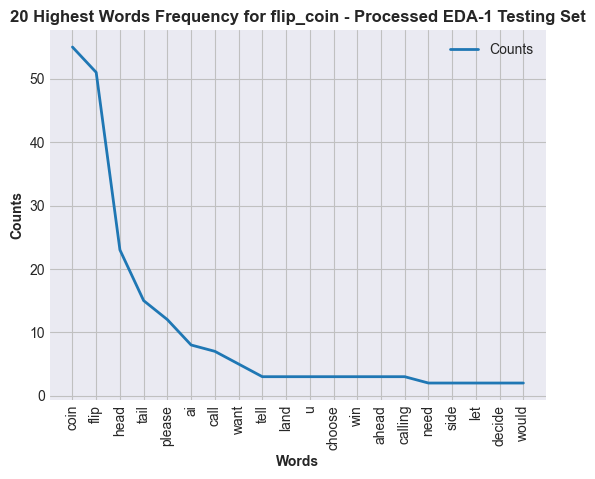 20 Highest Words Frequency for flip_coin - Processed EDA-1 Testing Set
Counts
50
40
30
20
10
0
Counts
coin
flip
head
tail
please
ai
call
want
tell
land
u
choose
win
ahead
calling
need
side
let
decide
would
Words